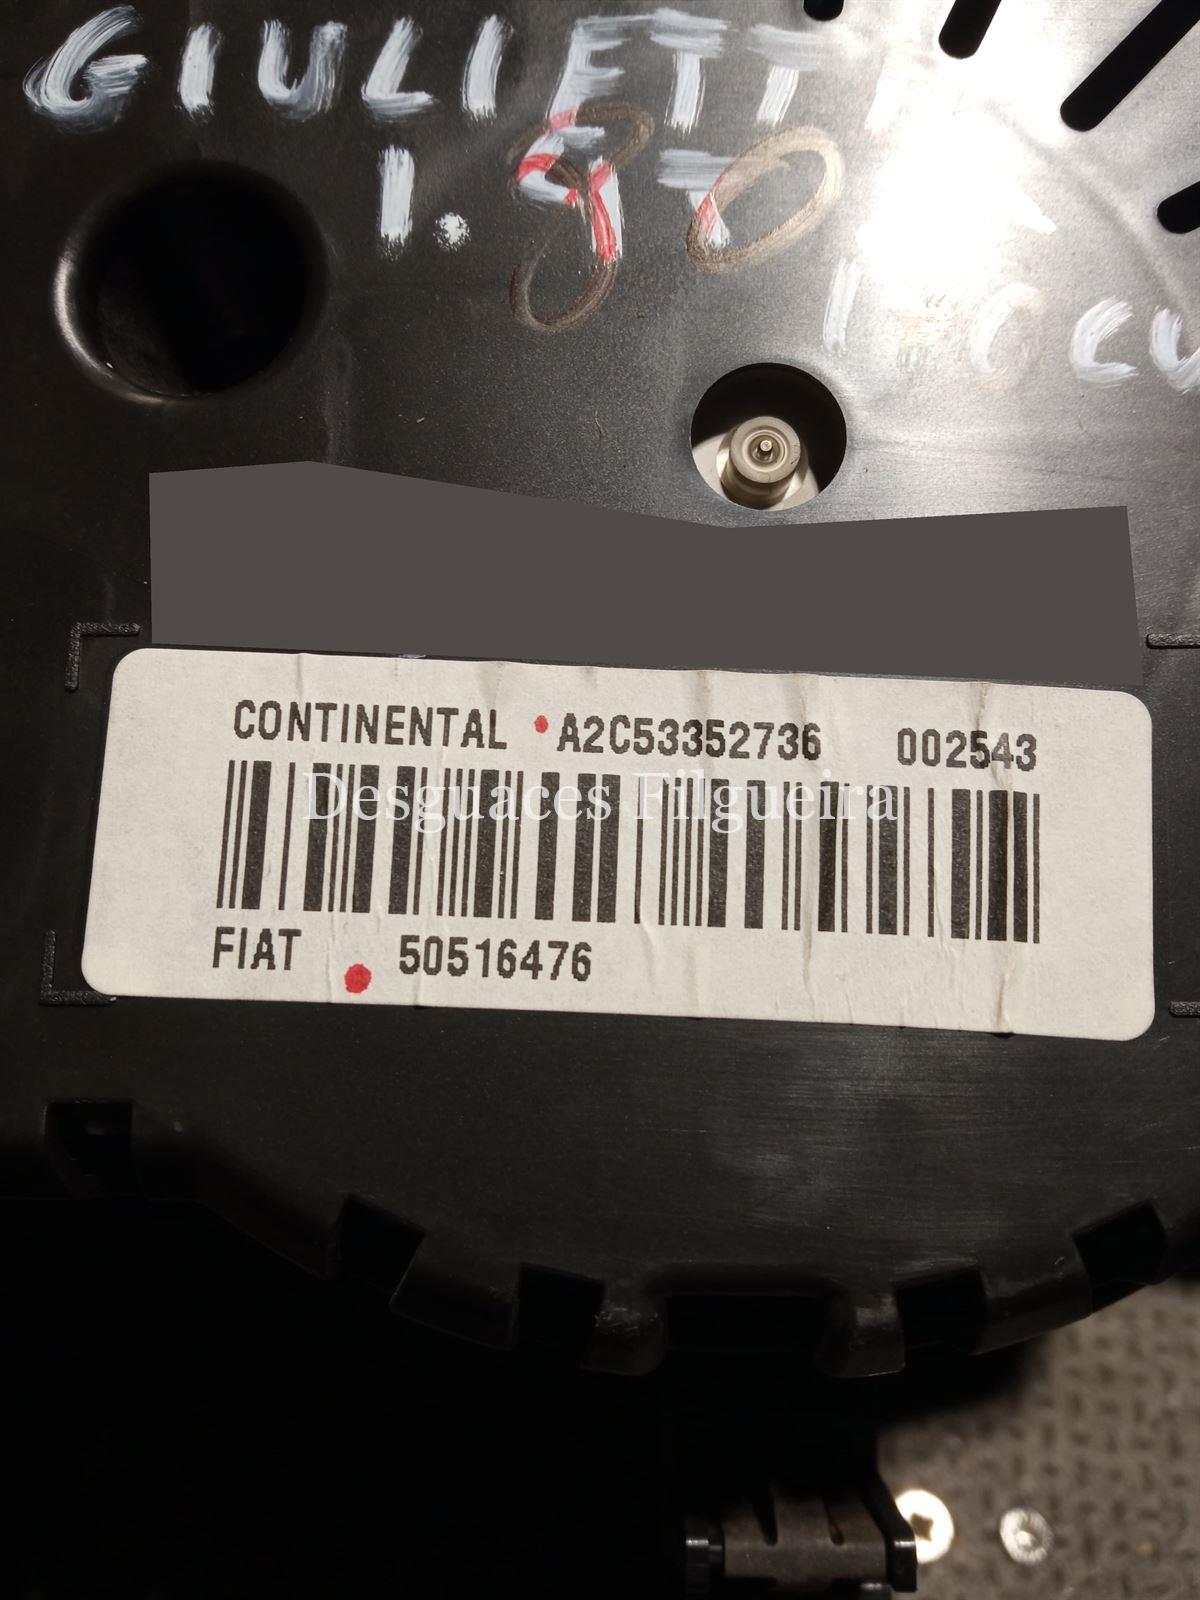 GIULIETT
1.
CONTINENTAL A2C53352736 002543
Desguaces Filgueira
FIAT 50516476